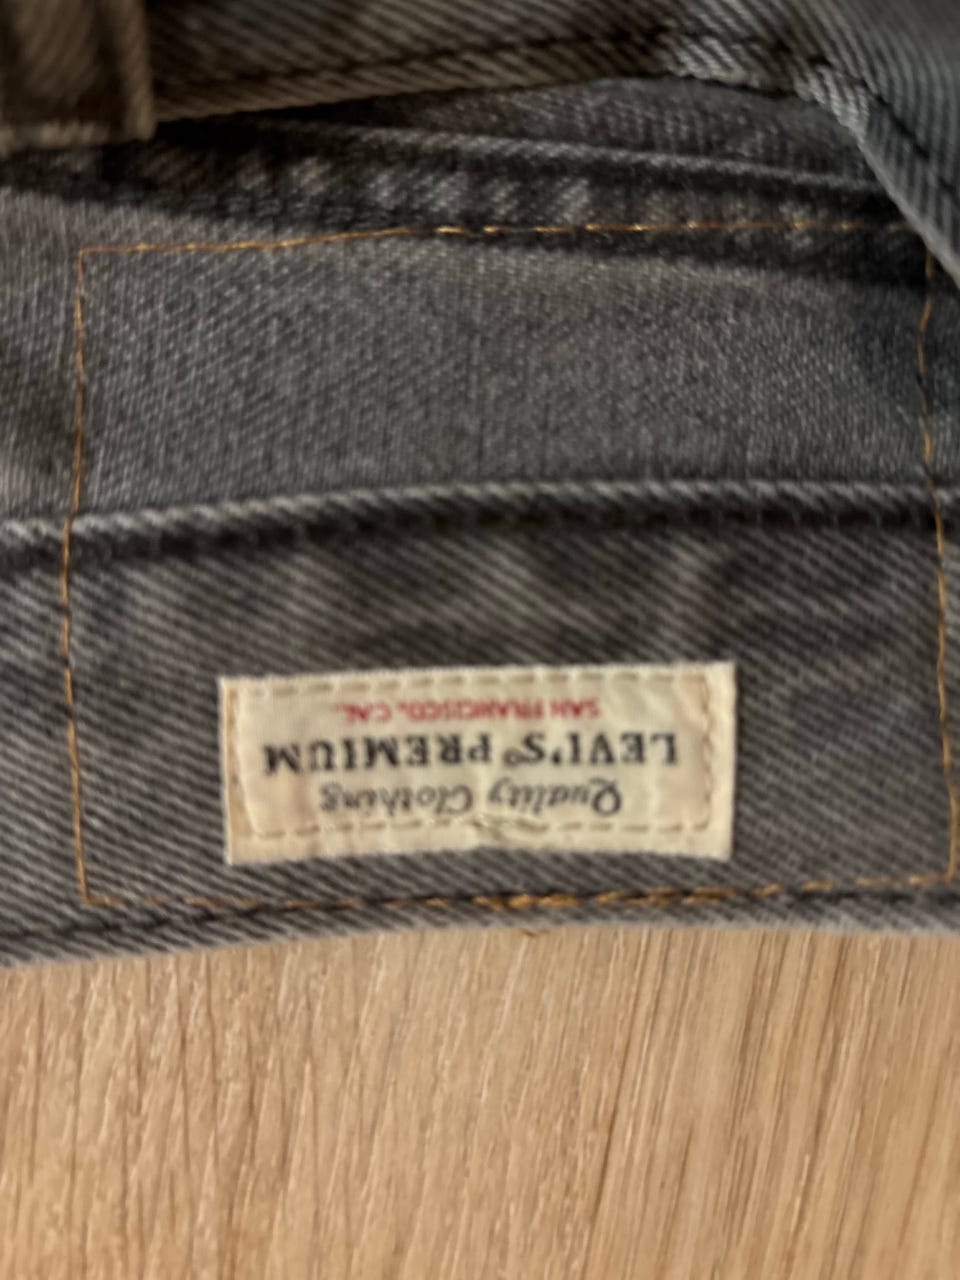 Quality Clothing
LEVI'S® PREMIUM
SAN FRANCISCO, CAL.